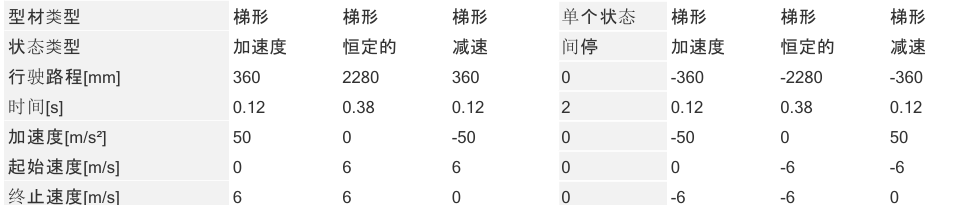 型材类型 梯形 梯形 梯形 单个状态 梯形 梯形 梯形
状态类型 加速度 恒定的 减速 间停 加速度 恒定的 减速
行驶路程[mm] 360 2280 360 0 -360 -2280 -360
时间[s] 0.12 0.38 0.12 2 0.12 0.38 0.12
加速度[m/s²] 50 0 -50 0 -50 0 50
起始速度[m/s] 0 6 6 0 0 -6 -6
终止速度[m/s] 6 6 0 0 -6 -6 0